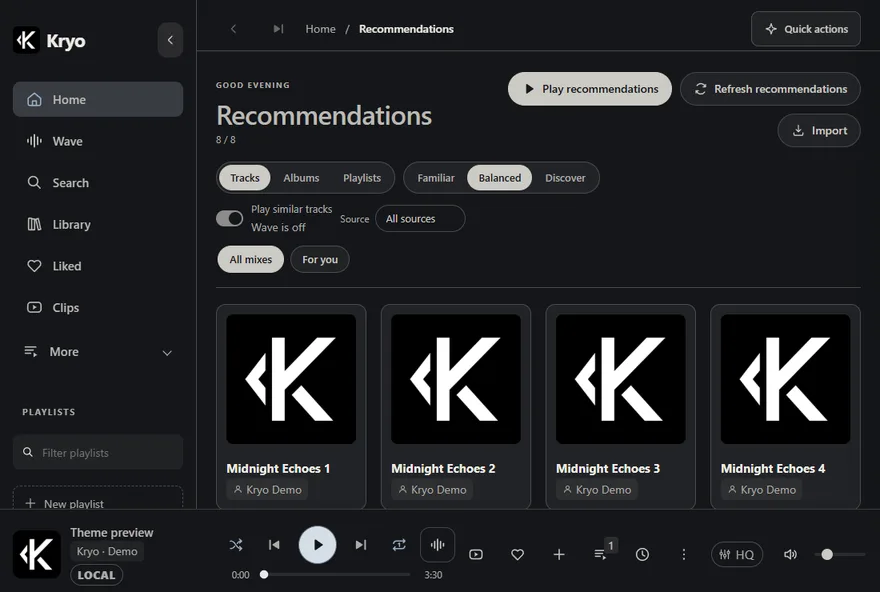 Kryo
Home
Wave
Search
Library
Liked
Clips
More
PLAYLISTS
Filter playlists
New playlist
Home / Recommendations
Quick actions
GOOD EVENING
Recommendations
8 / 8
Play recommendations
Refresh recommendations
Import
Tracks Albums Playlists
Familiar Balanced Discover
Play similar tracks
Wave is off
Source
All sources
All mixes
For you
Midnight Echoes 1
Kryo Demo
Midnight Echoes 2
Kryo Demo
Midnight Echoes 3
Kryo Demo
Midnight Echoes 4
Kryo Demo
Theme preview
Kryo · Demo
LOCAL
0:00
3:30
1
HQ